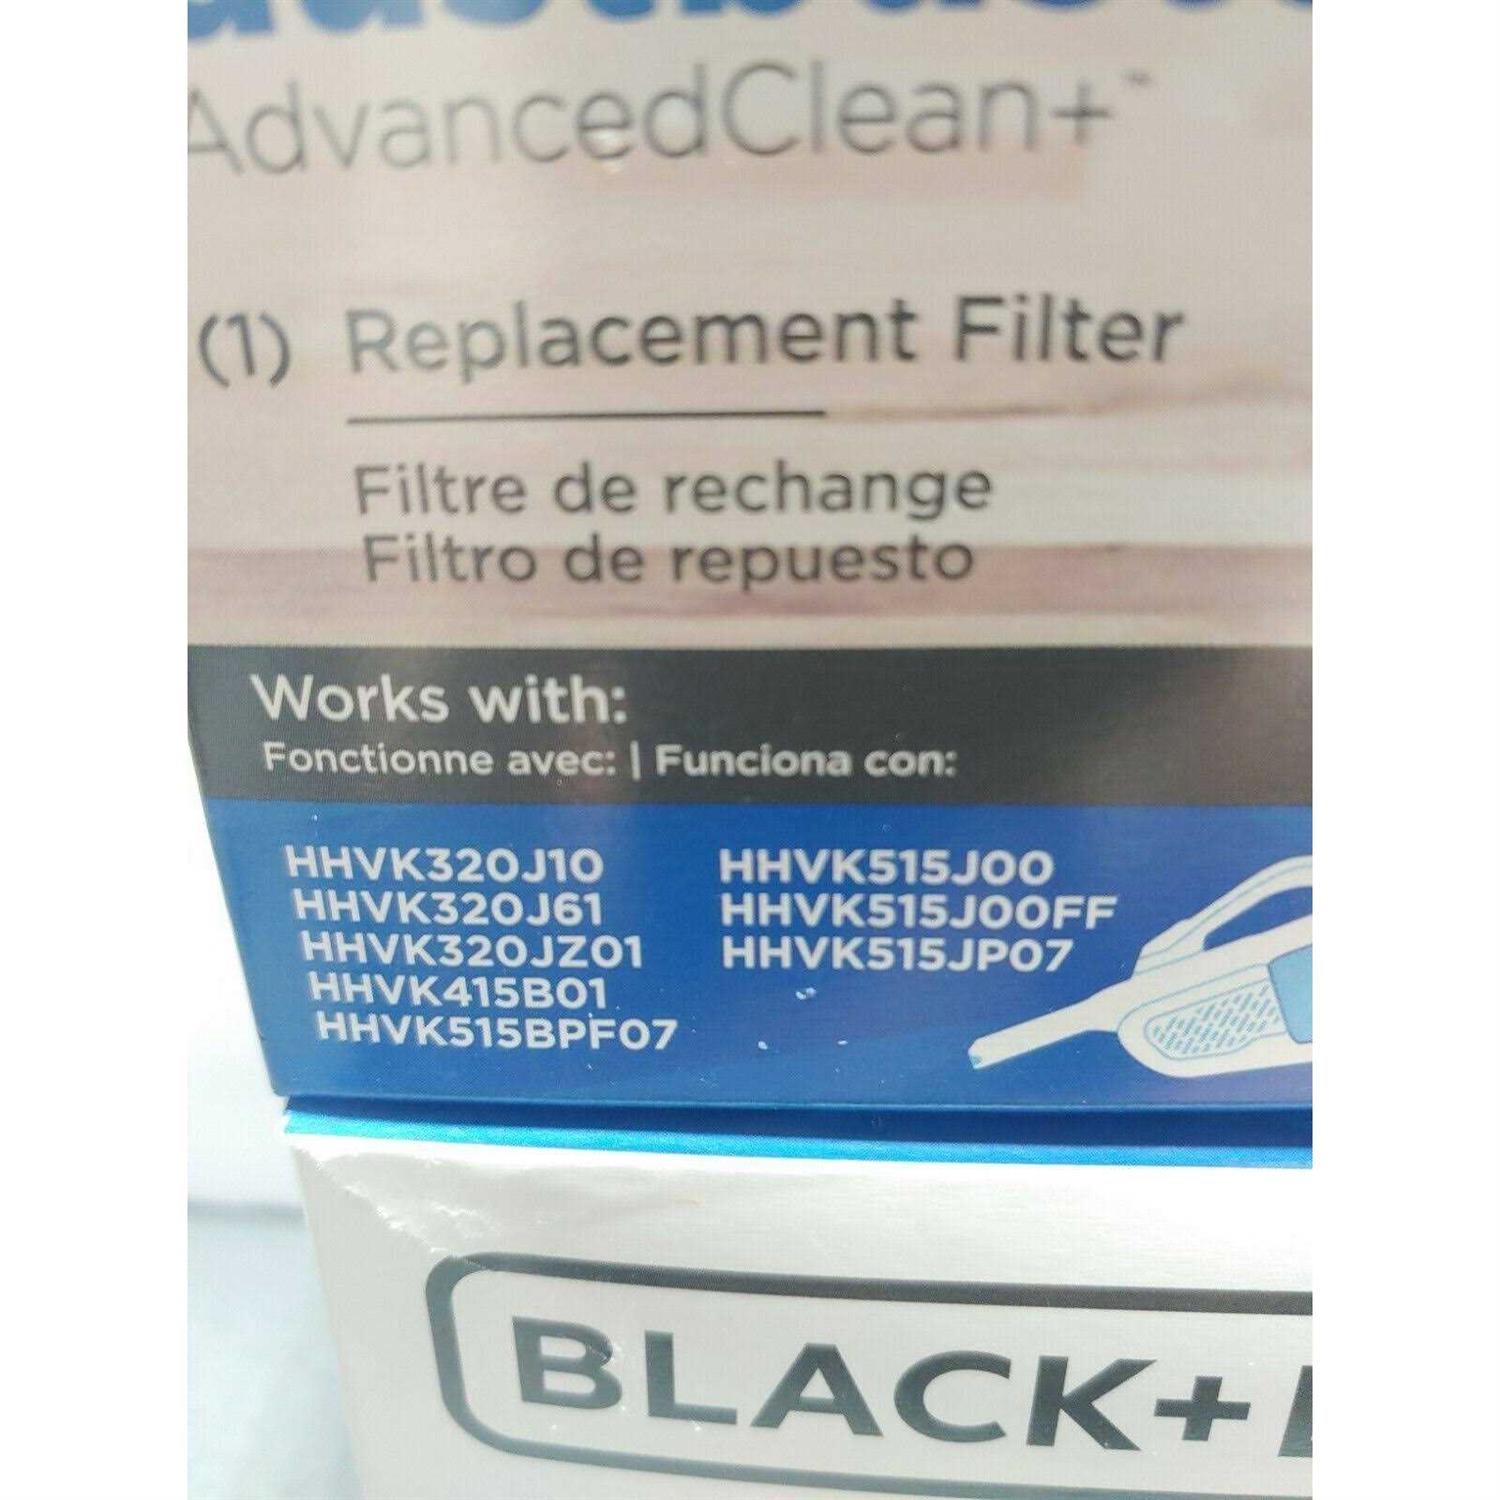 AdvancedClean+™
(1) Replacement Filter
Filtre de rechange
Filtro de repuesto
Works with:
Fonctionne avec: | Funciona con:
HHVK320J10
HHVK320J61
HHVK320JZ01
HHVK415B01
HHVK515BPF07
HHVK515J00
HHVK515J00FF
HHVK515JP07
BLACK+